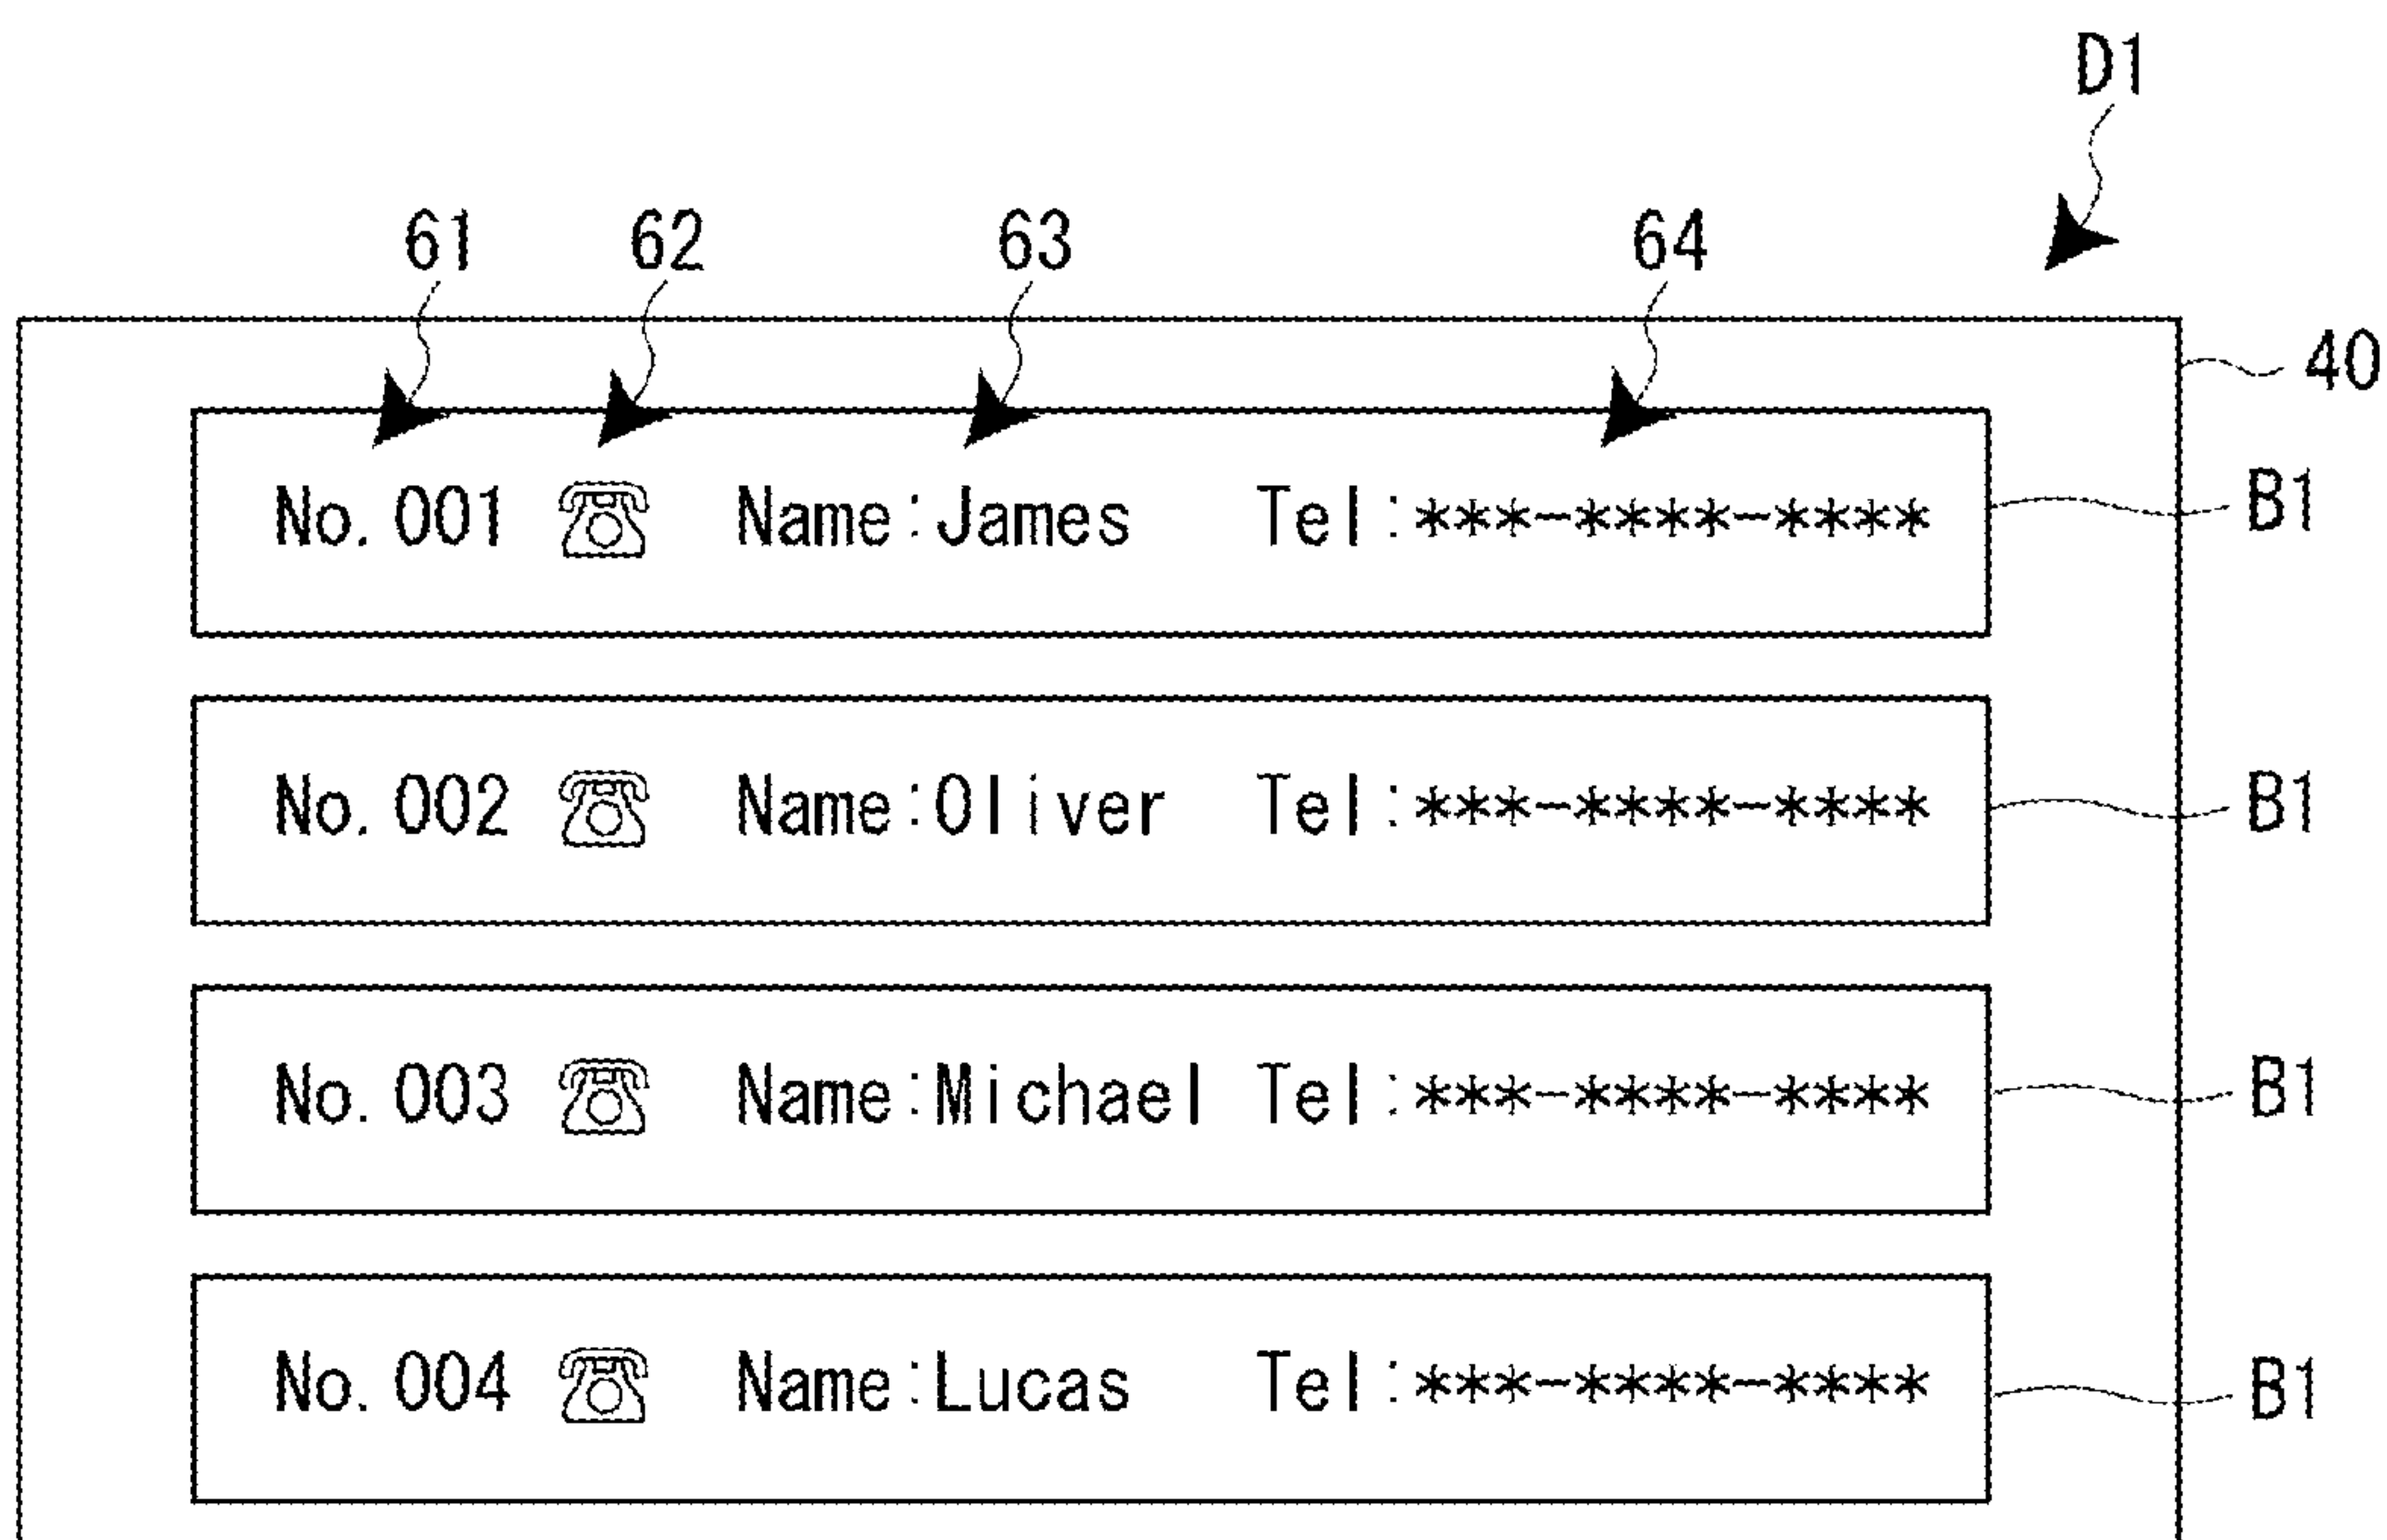 D1
61 62 63 64
40
No.001 ☏ Name:James Tel:***-****-**** B1
No.002 ☏ Name:Oliver Tel:***-****-**** B1
No.003 ☏ Name:Michael Tel:***-****-**** B1
No.004 ☏ Name:Lucas Tel:***-****-**** B1